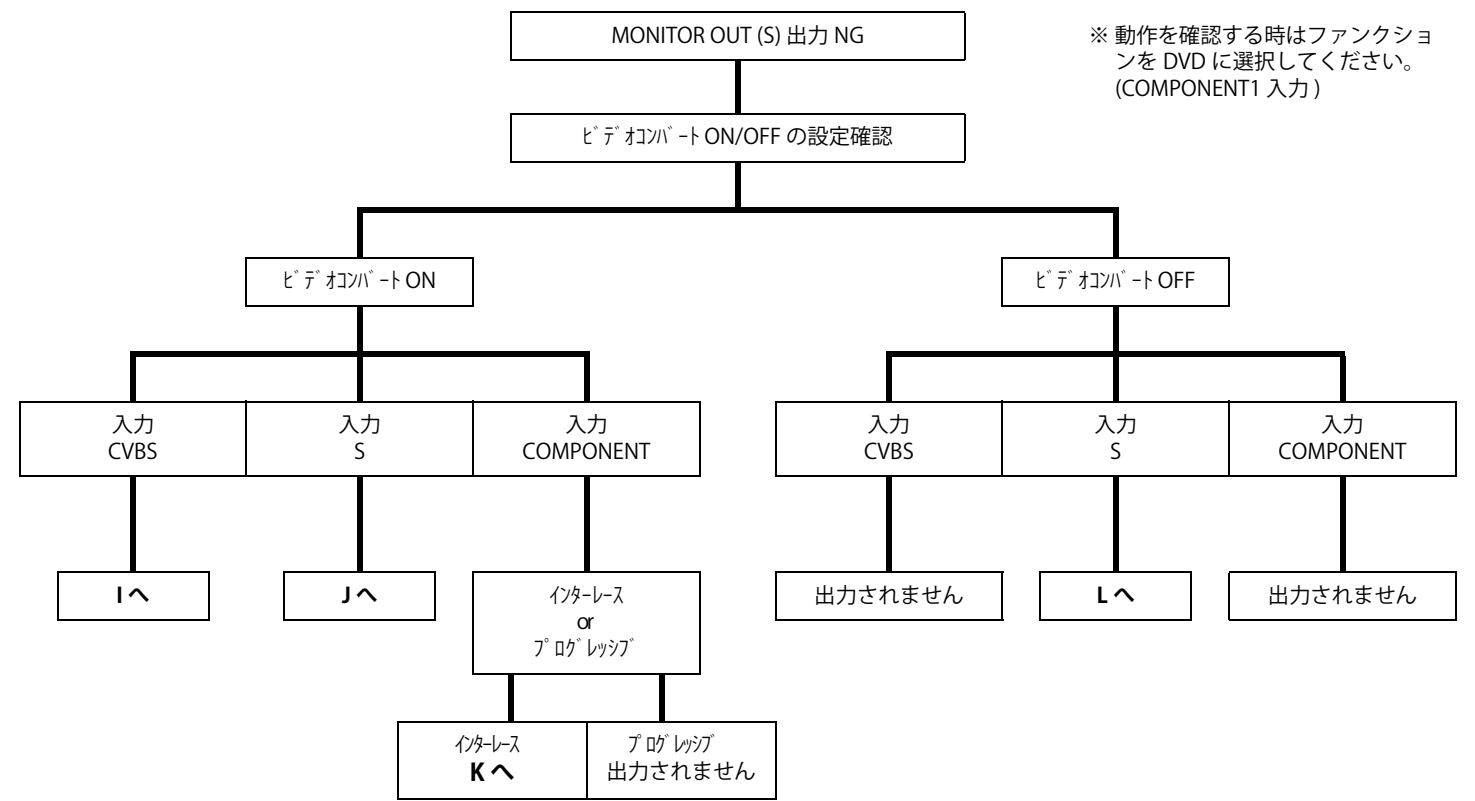 MONITOR OUT (S) 出力 NG
※ 動作を確認する時はファンクショ
ンを DVD に選択してください。
(COMPONENT1 入力 )
ﾋﾞﾃﾞｵｺﾝﾊﾞｰﾄ ON/OFF の設定確認
ﾋﾞﾃﾞｵｺﾝﾊﾞｰﾄ ON
ﾋﾞﾃﾞｵｺﾝﾊﾞｰﾄ OFF
入力
CVBS
入力
S
入力
COMPONENT
入力
CVBS
入力
S
入力
COMPONENT
I へ
J へ
ｲﾝﾀｰﾚｰｽ
or
ﾌﾟﾛｸﾞﾚｯｼﾌﾞ
出力されません
L へ
出力されません
ｲﾝﾀｰﾚｰｽ
K へ
ﾌﾟﾛｸﾞﾚｯｼﾌﾞ
出力されません